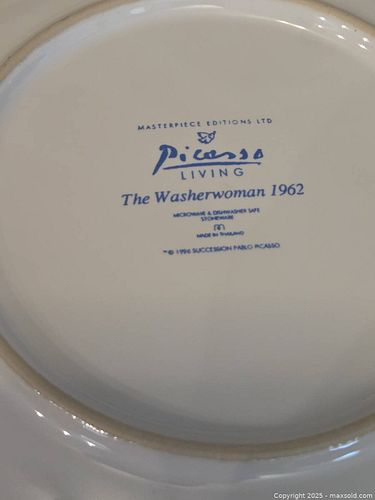 MASTERPIECE EDITIONS LTD
Picasso
LIVING
The Washerwoman 1962
MICROWAVE & DISHWASHER SAFE
STONEWARE
MADE IN THAILAND
™ © 1996 SUCCESSION PABLO PICASSO
Copyright 2025 - maxsold.com